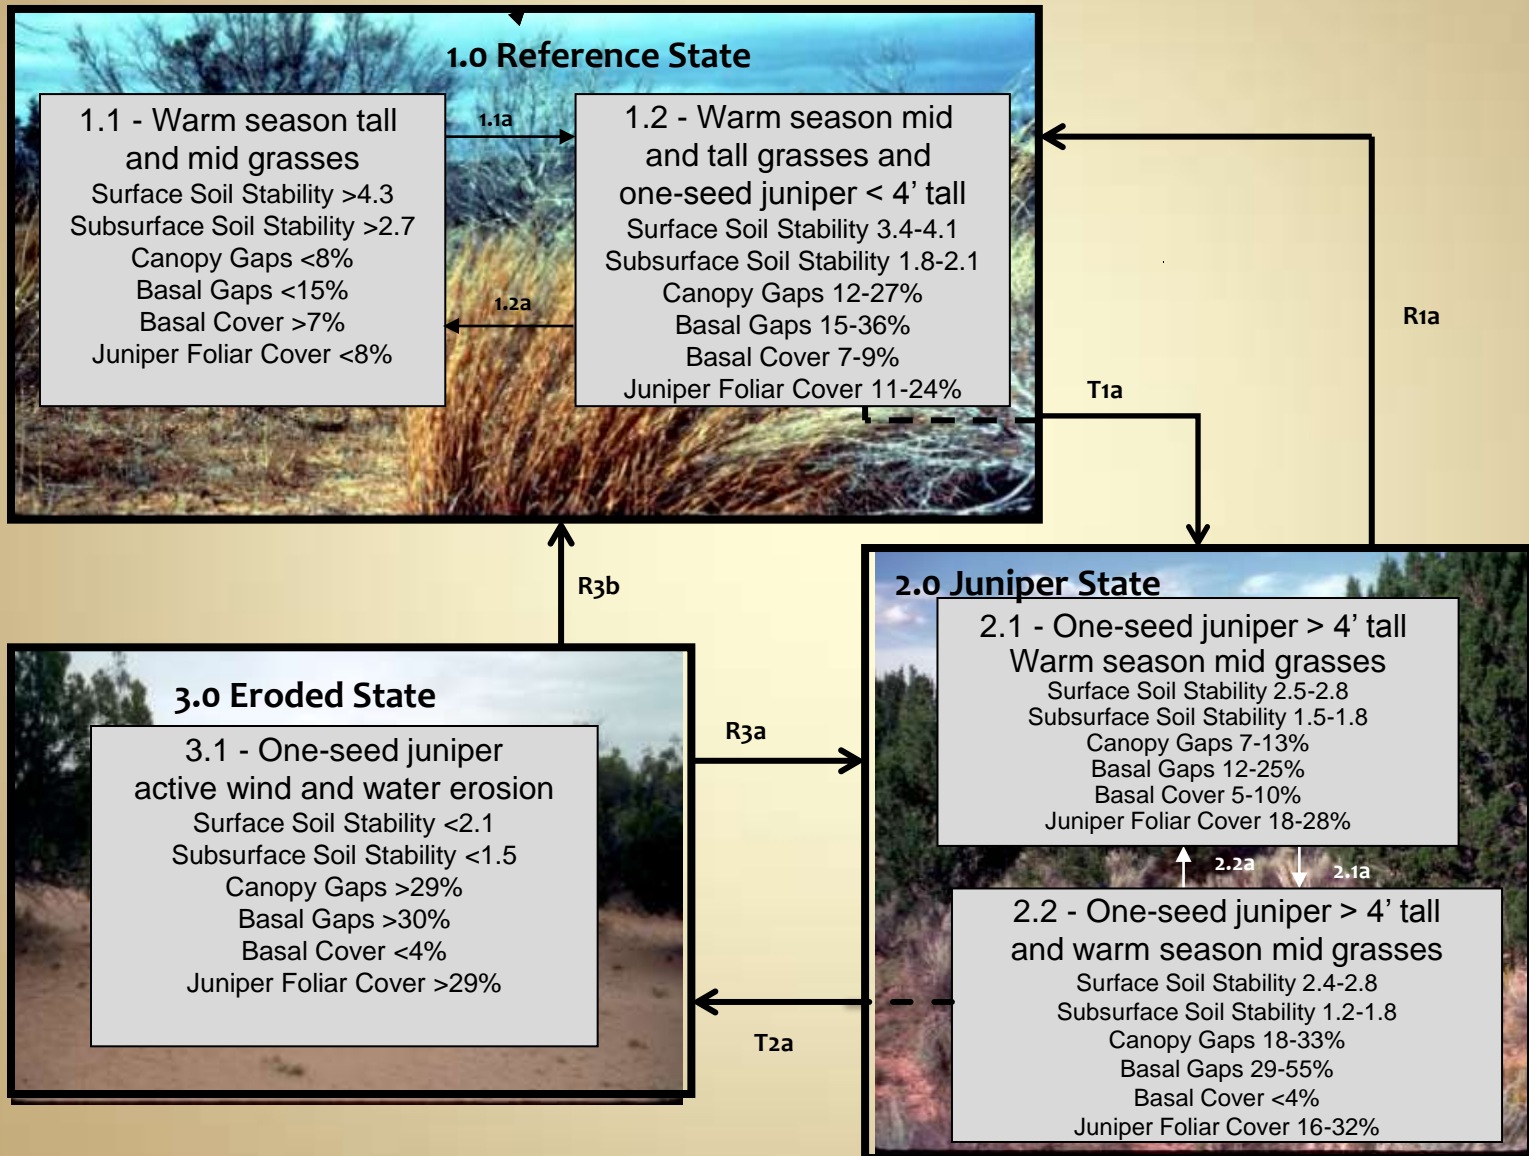 1.0 Reference State
1.1 - Warm season tall
and mid grasses
Surface Soil Stability >4.3
Subsurface Soil Stability >2.7
Canopy Gaps <8%
Basal Gaps <15%
Basal Cover >7%
Juniper Foliar Cover <8%
1.1a
1.2a
1.2 - Warm season mid
and tall grasses and
one-seed juniper < 4’ tall
Surface Soil Stability 3.4-4.1
Subsurface Soil Stability 1.8-2.1
Canopy Gaps 12-27%
Basal Gaps 15-36%
Basal Cover 7-9%
Juniper Foliar Cover 11-24%
R1a
T1a
R3b
2.0 Juniper State
2.1 - One-seed juniper > 4’ tall
Warm season mid grasses
Surface Soil Stability 2.5-2.8
Subsurface Soil Stability 1.5-1.8
Canopy Gaps 7-13%
Basal Gaps 12-25%
Basal Cover 5-10%
Juniper Foliar Cover 18-28%
2.2a
2.1a
2.2 - One-seed juniper > 4’ tall
and warm season mid grasses
Surface Soil Stability 2.4-2.8
Subsurface Soil Stability 1.2-1.8
Canopy Gaps 18-33%
Basal Gaps 29-55%
Basal Cover <4%
Juniper Foliar Cover 16-32%
3.0 Eroded State
3.1 - One-seed juniper
active wind and water erosion
Surface Soil Stability <2.1
Subsurface Soil Stability <1.5
Canopy Gaps >29%
Basal Gaps >30%
Basal Cover <4%
Juniper Foliar Cover >29%
R3a
T2a